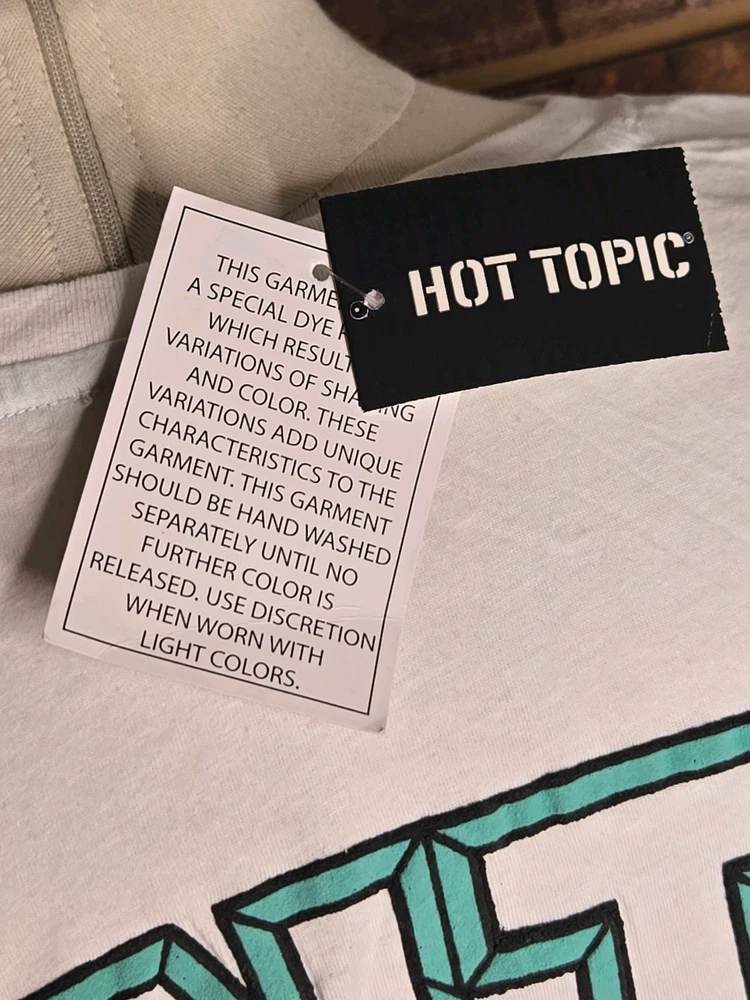 THIS GARME
A SPECIAL DYE
WHICH RESULT
VARIATIONS OF SHADING
AND COLOR. THESE
VARIATIONS ADD UNIQUE
CHARACTERISTICS TO THE
GARMENT. THIS GARMENT
SHOULD BE HAND WASHED
SEPARATELY UNTIL NO
FURTHER COLOR IS
RELEASED. USE DISCRETION
WHEN WORN WITH
LIGHT COLORS.
HOT TOPIC®